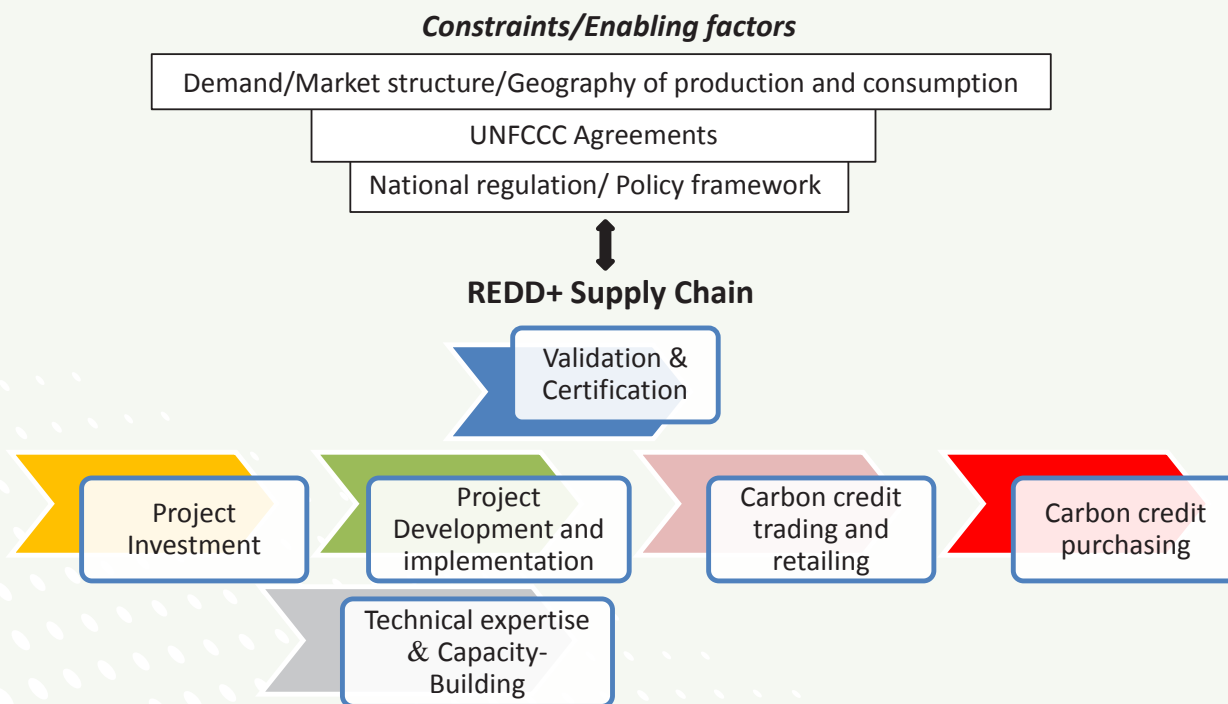 Constraints/Enabling factors
Demand/Market structure/Geography of production and consumption
UNFCCC Agreements
National regulation/ Policy framework
REDD+ Supply Chain
Validation &
Certification
Project
Investment
Project
Development and
implementation
Carbon credit
trading and
retailing
Carbon credit
purchasing
Technical expertise
& Capacity-
Building